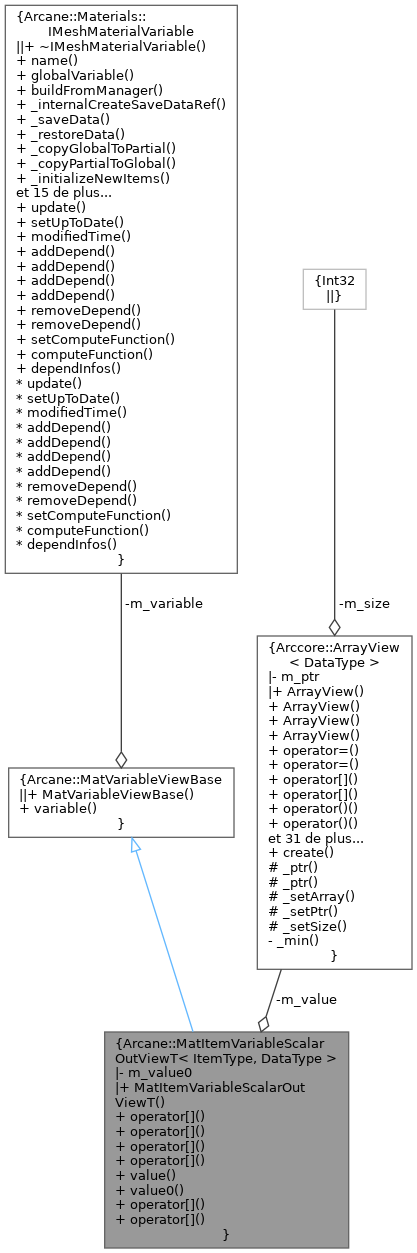 {Arcane::Materials::
IMeshMaterialVariable
||+ ~IMeshMaterialVariable()
+ name()
+ globalVariable()
+ buildFromManager()
+ _internalCreateSaveDataRef()
+ _saveData()
+ _restoreData()
+ _copyGlobalToPartial()
+ _copyPartialToGlobal()
+ _initializeNewItems()
et 15 de plus...
+ update()
+ setUpToDate()
+ modifiedTime()
+ addDepend()
+ addDepend()
+ addDepend()
+ addDepend()
+ removeDepend()
+ removeDepend()
+ setComputeFunction()
+ computeFunction()
+ dependInfos()
* update()
* setUpToDate()
* modifiedTime()
* addDepend()
* addDepend()
* addDepend()
* addDepend()
* removeDepend()
* removeDepend()
* setComputeFunction()
* computeFunction()
* dependInfos()
}
{Int32
||}
-m_variable
-m_size
{Arcane::MatVariableViewBase
||+ MatVariableViewBase()
+ variable()
}
{Arccore::ArrayView
< DataType >
|- m_ptr
|+ ArrayView()
+ ArrayView()
+ ArrayView()
+ ArrayView()
+ operator=()
+ operator=()
+ operator[]()
+ operator[]()
+ operator()()
+ operator()()
et 31 de plus...
+ create()
# _ptr()
# _ptr()
# _setArray()
# _setPtr()
# _setSize()
- _min()
}
-m_value
{Arcane::MatItemVariableScalar
OutViewT< ItemType, DataType >
|- m_value0
|+ MatItemVariableScalarOut
ViewT()
+ operator[]()
+ operator[]()
+ operator[]()
+ operator[]()
+ value()
+ value0()
+ operator[]()
+ operator[]()
}